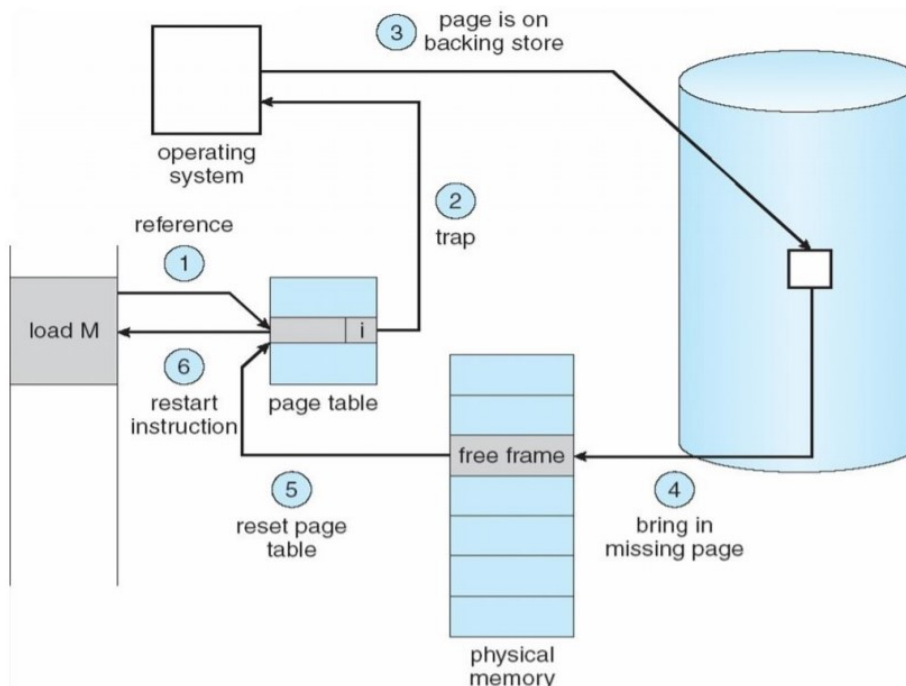 3
page is on
backing store
operating
system
2
trap
reference
1
load M
i
6
restart
instruction
page table
free frame
5
reset page
table
4
bring in
missing page
physical
memory